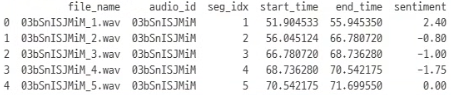 file_name audio_id seg_idx start_time end_time sentiment
0 03bSnISJMiM_1.wav 03bSnISJMiM 1 51.904533 55.945350 2.40
1 03bSnISJMiM_2.wav 03bSnISJMiM 2 56.045124 66.780720 -0.80
2 03bSnISJMiM_3.wav 03bSnISJMiM 3 66.780720 68.736280 -1.00
3 03bSnISJMiM_4.wav 03bSnISJMiM 4 68.736280 70.542175 -1.75
4 03bSnISJMiM_5.wav 03bSnISJMiM 5 70.542175 71.699550 0.00